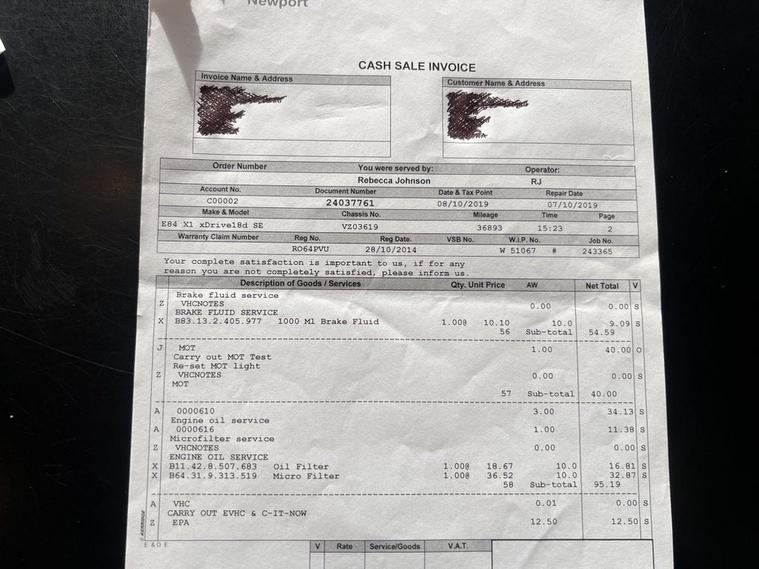 Newport
CASH SALE INVOICE
Invoice Name & Address
Customer Name & Address
Order Number You were served by: Operator:
Rebecca Johnson RJ
Account No. Document Number Date & Tax Point Repair Date
C00002 24037761 08/10/2019 07/10/2019
Make & Model Chassis No. Mileage Time Page
E84 X1 xDrive18d SE VZ03619 36893 15:23 2
Warranty Claim Number Reg No. Reg Date. VSB No. W.I.P. No. Job No.
RO64PVU 28/10/2014 W 51067 # 243365
Your complete satisfaction is important to us, if for any
reason you are not completely satisfied, please inform us.
Description of Goods / Services Qty. Unit Price AW Net Total V
Brake fluid service
Z VHCNOTES 0.00 0.00 S
BRAKE FLUID SERVICE
X B83.13.2.405.977 1000 Ml Brake Fluid 1.00@ 10.10 10.0 9.09 S
56 Sub-total 54.59
J MOT 1.00 40.00 O
Carry out MOT Test
Re-set MOT light
Z VHCNOTES 0.00 0.00 S
MOT
57 Sub-total 40.00
A 0000610 3.00 34.13 S
Engine oil service
A 0000616 1.00 11.38 S
Microfilter service
Z VHCNOTES 0.00 0.00 S
ENGINE OIL SERVICE
X B11.42.8.507.683 Oil Filter 1.00@ 18.67 10.0 16.81 S
X B64.31.9.313.519 Micro Filter 1.00@ 36.52 10.0 32.87 S
58 Sub-total 95.19
A VHC 0.01 0.00 S
CARRY OUT EVHC & C-IT-NOW
Z EPA 12.50 12.50 S
E & O E
V Rate Service/Goods V.A.T.